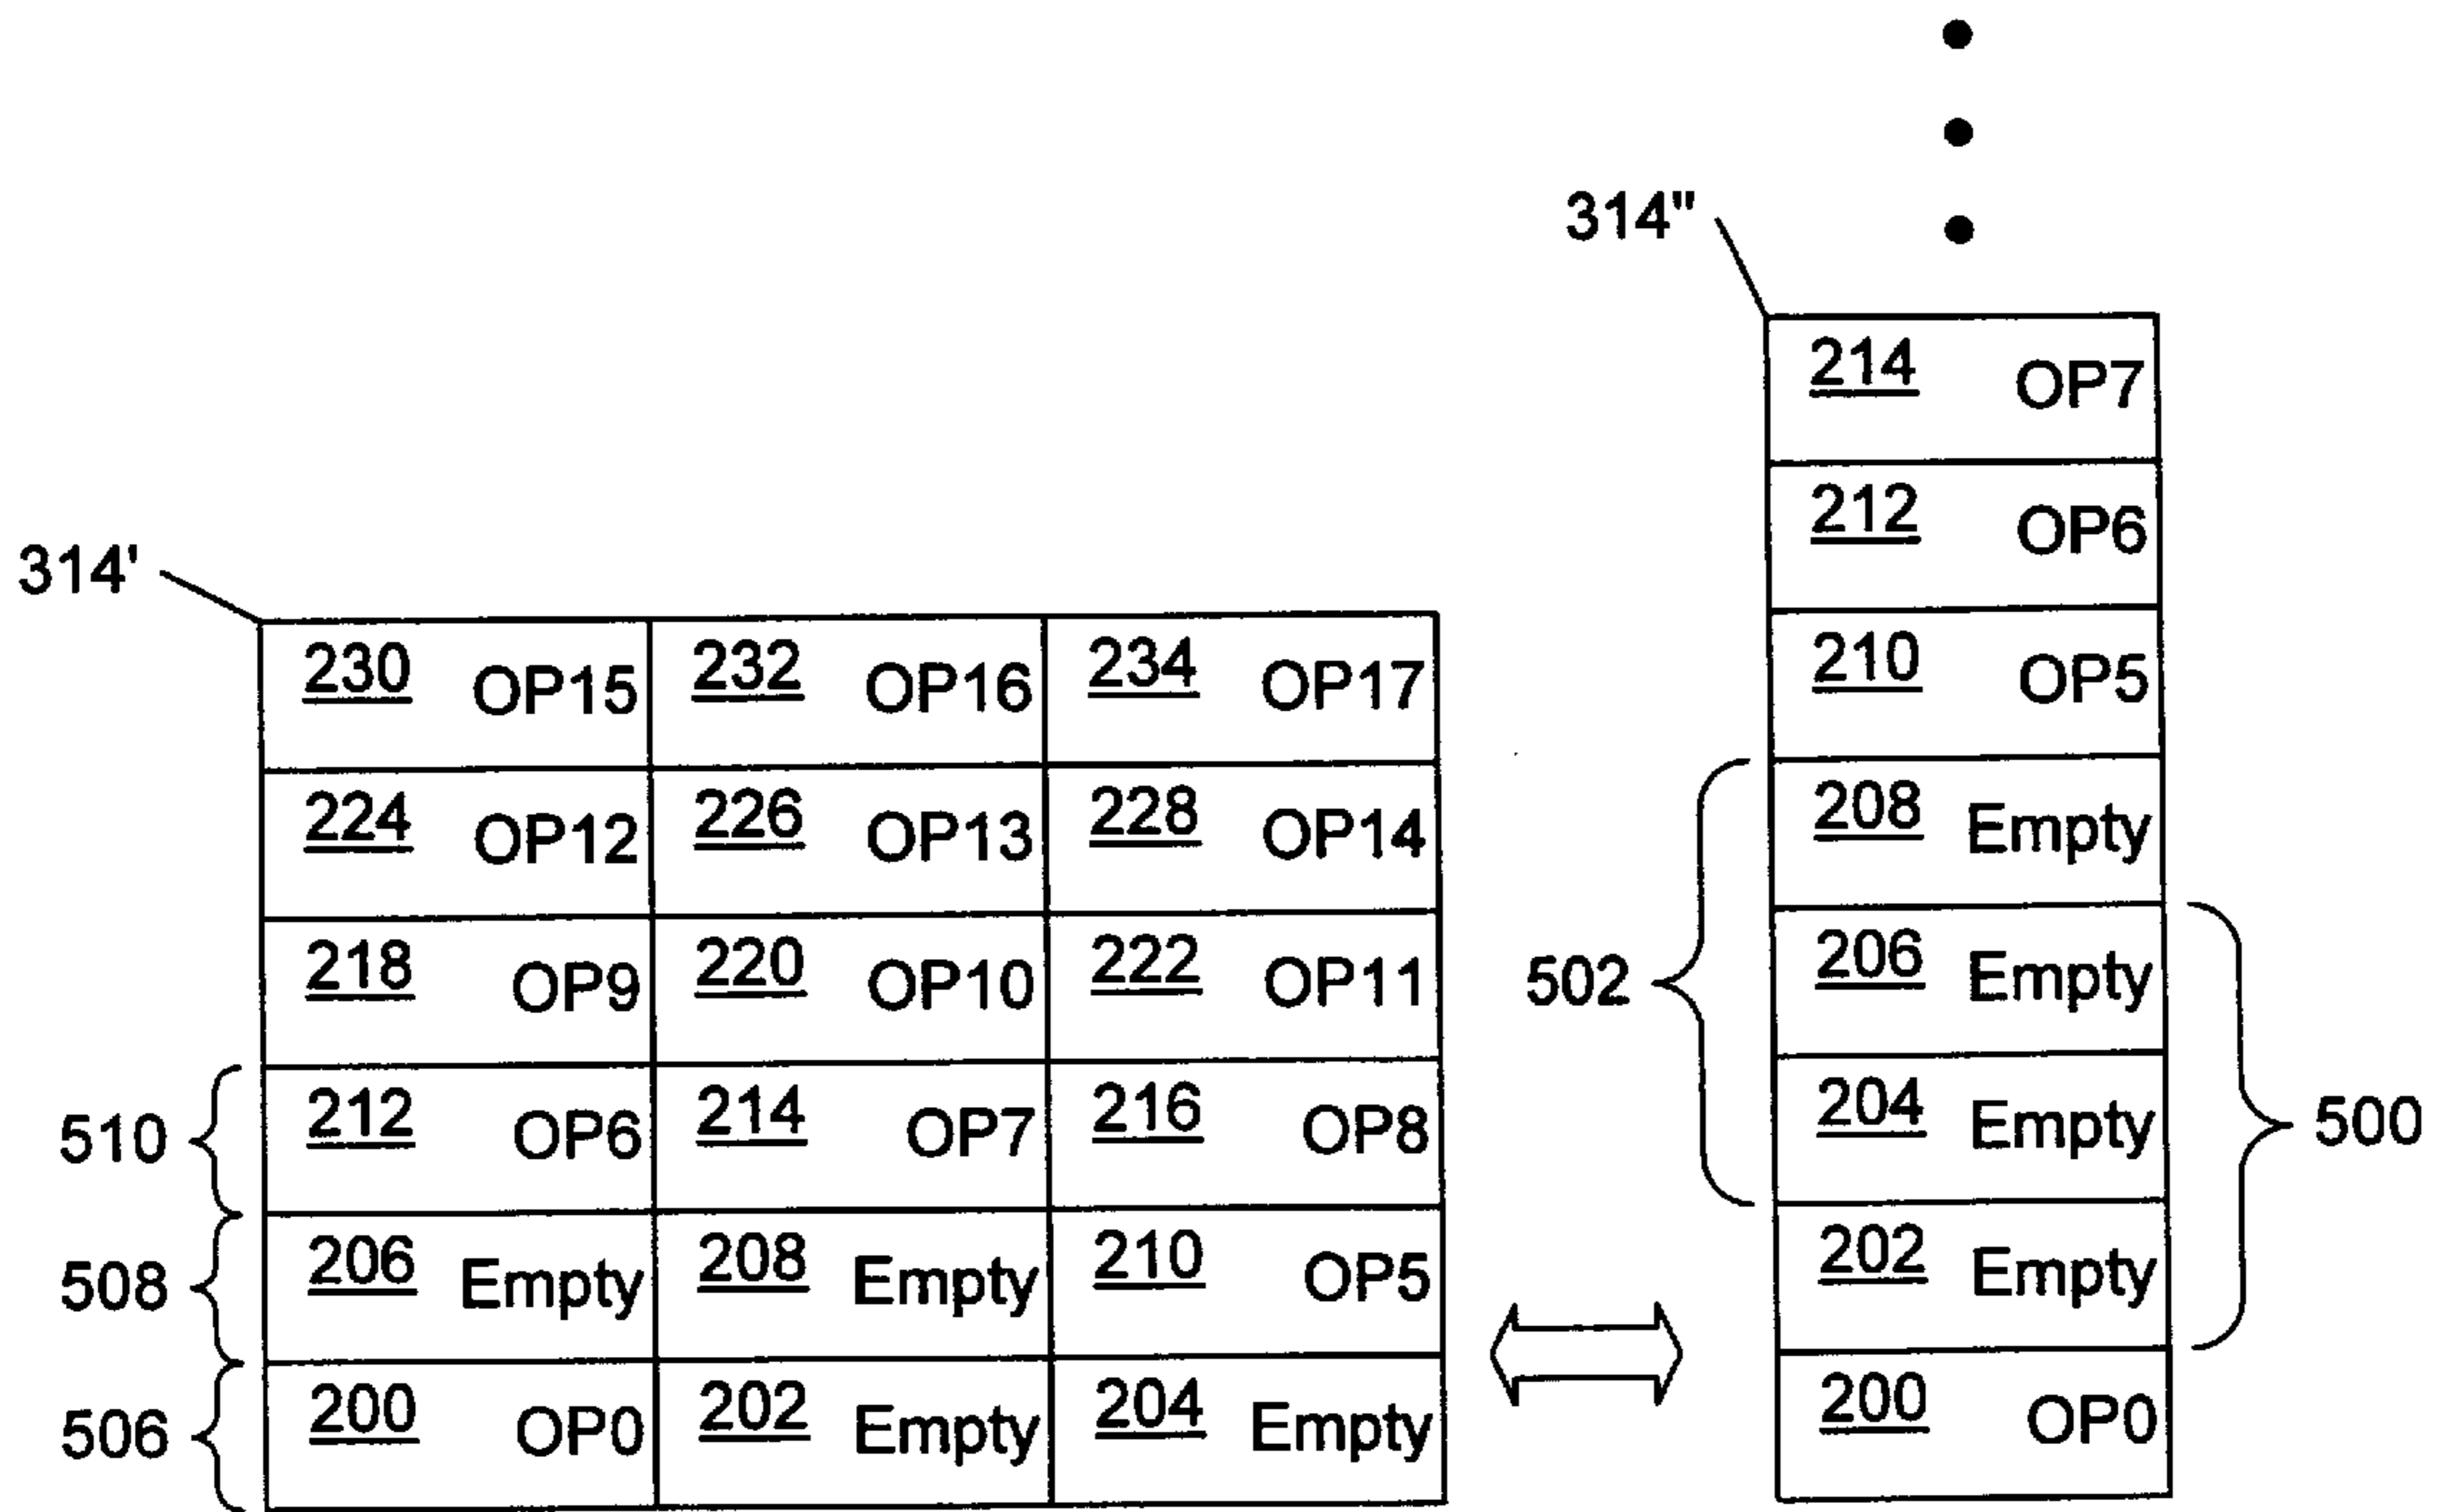 314"
214 OP7
212 OP6
314'
210 OP5
230 OP15 232 OP16 234 OP17
208 Empty
224 OP12 226 OP13 228 OP14
206 Empty
502
218 OP9 220 OP10 222 OP11
204 Empty
500
510 212 OP6 214 OP7 216 OP8
202 Empty
508 206 Empty 208 Empty 210 OP5
200 OP0
506 200 OP0 202 Empty 204 Empty